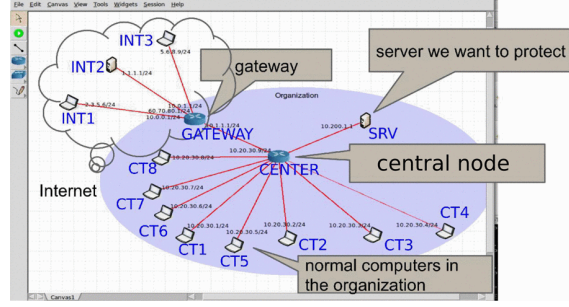 File Edit Canvas View Tools Widgets Session Help
INT3
5.6.8.9/24
server we want to protect
INT2
1.1.1.1/24
gateway
INT1
2.3.5.6/24
10.0.1.1/24
Organization
60.70.80.1/24
10.0.0.1/24
GATEWAY
10.1.1.1/24
10.200.1.1
SRV
CT8
10.20.30.8/24
10.20.30.9/24
CENTER
central node
Internet
CT7
10.20.30.7/24
CT6
10.20.30.6/24
CT1
10.20.30.1/24
10.20.30.5/24
CT5
10.20.30.2/24
CT2
10.20.30.3/24
CT3
10.20.30.4/24
CT4
normal computers in
the organization
Canvas1